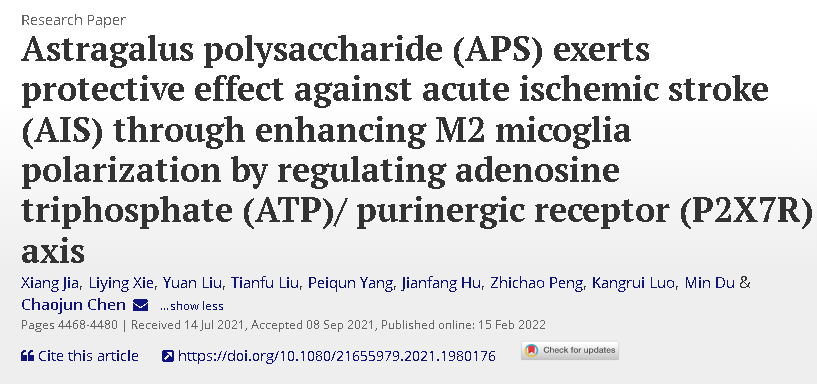 Research Paper
Astragalus polysaccharide (APS) exerts
protective effect against acute ischemic stroke
(AIS) through enhancing M2 micoglia
polarization by regulating adenosine
triphosphate (ATP)/ purinergic receptor (P2X7R)
axis
Xiang Jia, Liying Xie, Yuan Liu, Tianfu Liu, Peiqun Yang, Jianfang Hu, Zhichao Peng, Kangrui Luo, Min Du &
Chaojun Chen ...show less
Pages 4468-4480 | Received 14 Jul 2021, Accepted 08 Sep 2021, Published online: 15 Feb 2022
Cite this article https://doi.org/10.1080/21655979.2021.1980176 Check for updates